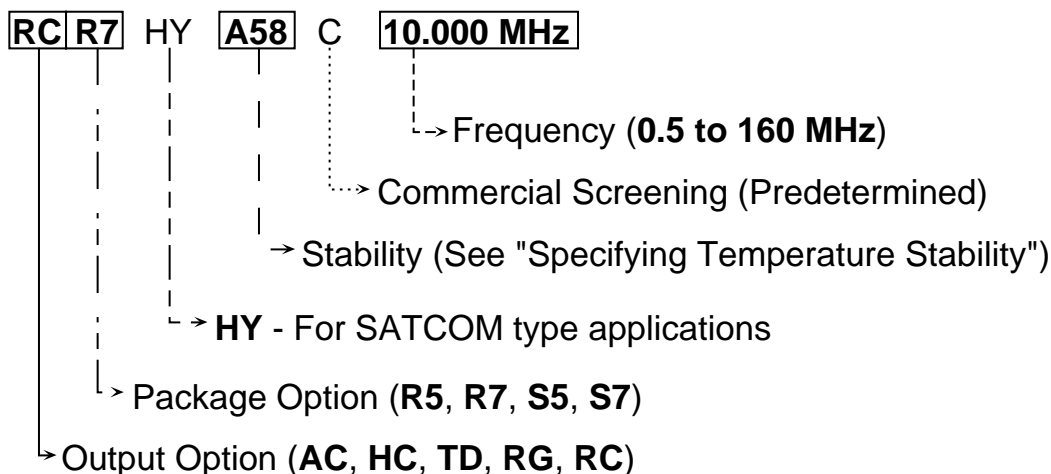 RC R7 HY A58 C 10.000 MHz
Frequency (0.5 to 160 MHz)
Commercial Screening (Predetermined)
Stability (See "Specifying Temperature Stability")
HY - For SATCOM type applications
Package Option (R5, R7, S5, S7)
Output Option (AC, HC, TD, RG, RC)